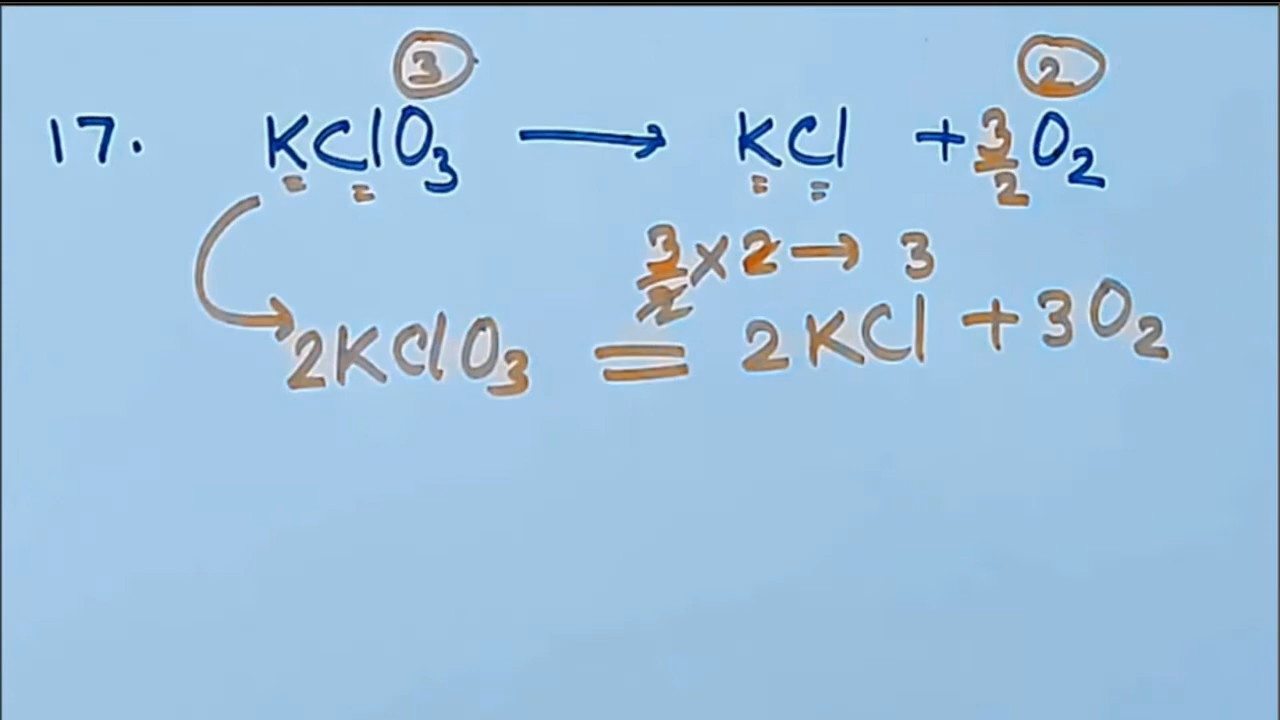 3 2
17. KClO₃ ⟶ KCl + 3/2 O₂
3/2 × 2 → 3
2KClO₃ = 2KCl + 3O₂